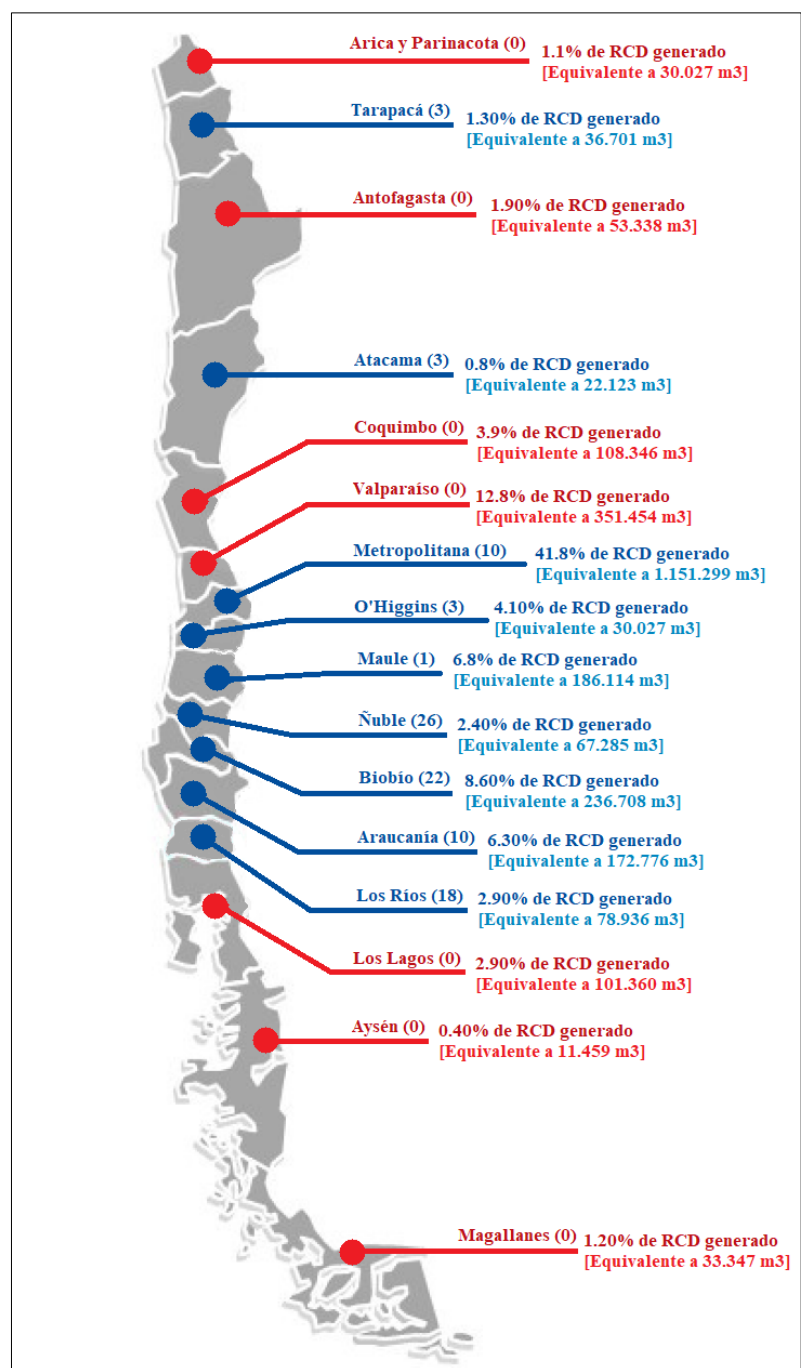 Arica y Parinacota (0)
1.1% de RCD generado
[Equivalente a 30.027 m3]
Tarapacá (3)
1.30% de RCD generado
[Equivalente a 36.701 m3]
Antofagasta (0)
1.90% de RCD generado
[Equivalente a 53.338 m3]
Atacama (3)
0.8% de RCD generado
[Equivalente a 22.123 m3]
Coquimbo (0)
3.9% de RCD generado
[Equivalente a 108.346 m3]
Valparaíso (0)
12.8% de RCD generado
[Equivalente a 351.454 m3]
Metropolitana (10)
41.8% de RCD generado
[Equivalente a 1.151.299 m3]
O'Higgins (3)
4.10% de RCD generado
[Equivalente a 30.027 m3]
Maule (1)
6.8% de RCD generado
[Equivalente a 186.114 m3]
Ñuble (26)
2.40% de RCD generado
[Equivalente a 67.285 m3]
Biobío (22)
8.60% de RCD generado
[Equivalente a 236.708 m3]
Araucanía (10)
6.30% de RCD generado
[Equivalente a 172.776 m3]
Los Ríos (18)
2.90% de RCD generado
[Equivalente a 78.936 m3]
Los Lagos (0)
2.90% de RCD generado
[Equivalente a 101.360 m3]
Aysén (0)
0.40% de RCD generado
[Equivalente a 11.459 m3]
Magallanes (0)
1.20% de RCD generado
[Equivalente a 33.347 m3]